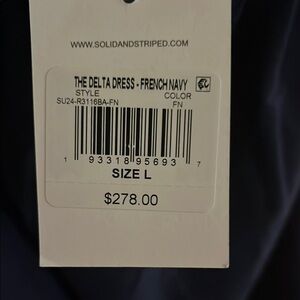 WWW.SOLIDANDSTRIPED.COM
THE DELTA DRESS - FRENCH NAVY
STYLE COLOR
SU24-R3116BA-FN FN
1 93318 95693 7
SIZE L
$278.00